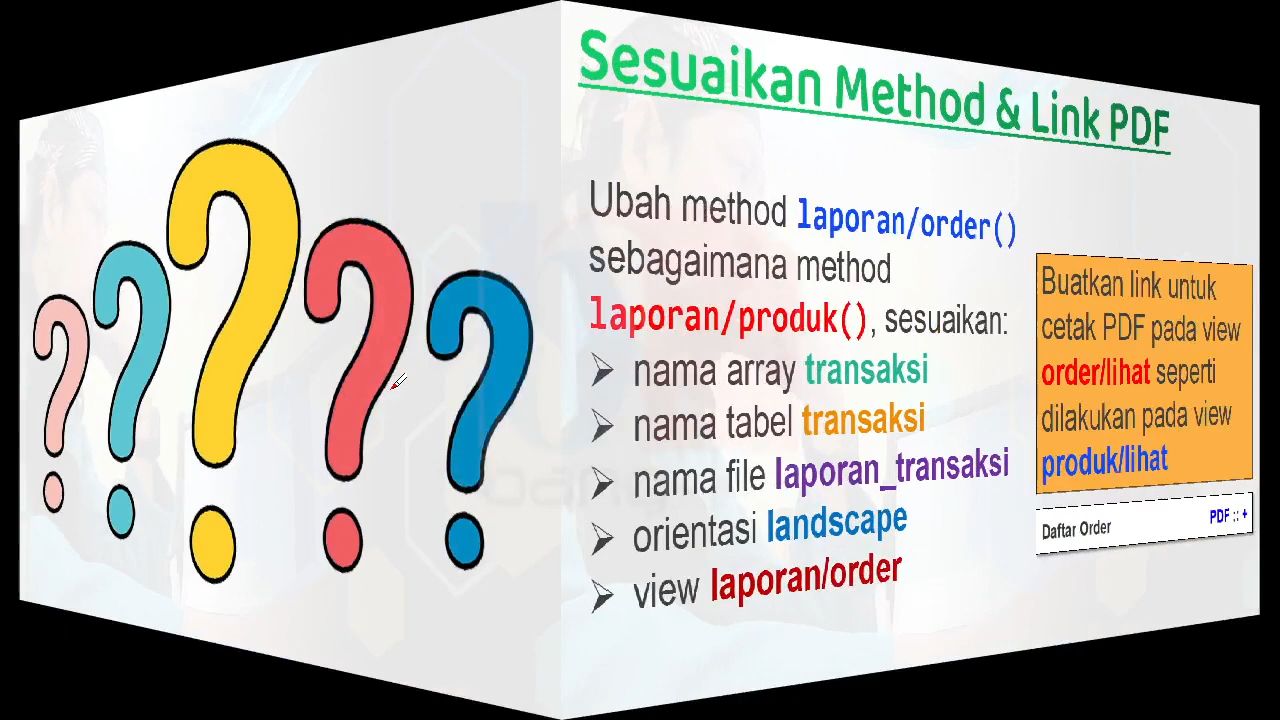 Sesuaikan Method & Link PDF
Ubah method laporan/order()
sebagaimana method
laporan/produk(), sesuaikan:
➢ nama array transaksi
➢ nama tabel transaksi
➢ nama file laporan_transaksi
➢ orientasi landscape
➢ view laporan/order
Buatkan link untuk
cetak PDF pada view
order/lihat seperti
dilakukan pada view
produk/lihat
Daftar Order PDF :: +